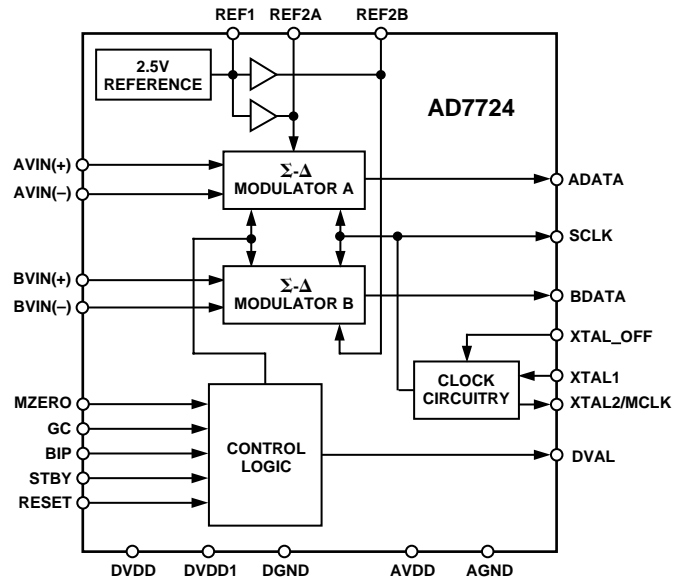 REF1 REF2A REF2B
2.5V
REFERENCE
AD7724
AVIN(+)
AVIN(–)
Σ-Δ
MODULATOR A
ADATA
SCLK
BVIN(+)
BVIN(–)
Σ-Δ
MODULATOR B
BDATA
XTAL_OFF
CLOCK
CIRCUITRY
XTAL1
XTAL2/MCLK
MZERO
GC
BIP
STBY
RESET
CONTROL
LOGIC
DVAL
DVDD DVDD1 DGND AVDD AGND